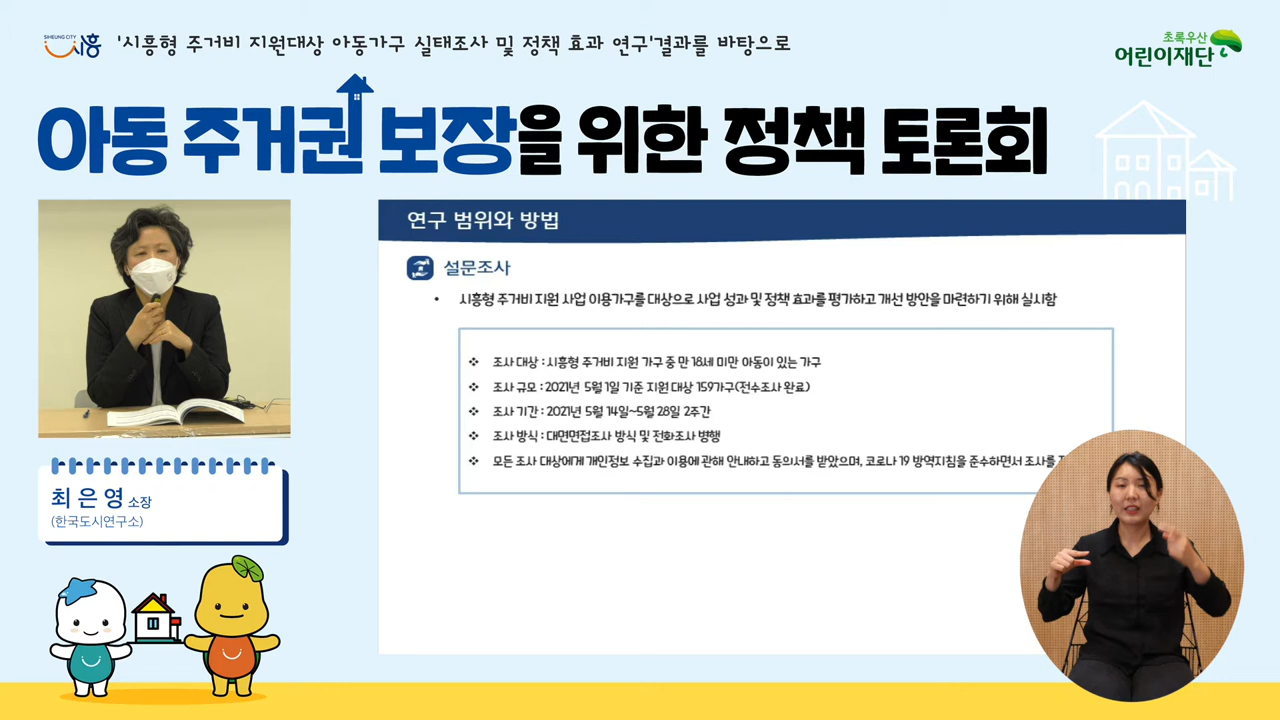 SIHEUNG CITY
시흥
'시흥형 주거비 지원대상 아동가구 실태조사 및 정책 효과 연구'결과를 바탕으로
초록우산
어린이재단
아동 주거권 보장을 위한 정책 토론회
연구 범위와 방법
설문조사
• 시흥형 주거비 지원 사업 이용가구를 대상으로 사업 성과 및 정책 효과를 평가하고 개선 방안을 마련하기 위해 실시함
❖ 조사 대상 : 시흥형 주거비 지원 가구 중 만 18세 미만 아동이 있는 가구
❖ 조사 규모 : 2021년 5월 1일 기준 지원 대상 159가구(전수조사 완료)
❖ 조사 기간 : 2021년 5월 14일~5월 28일 2주간
❖ 조사 방식 : 대면면접조사 방식 및 전화조사 병행
❖ 모든 조사 대상에게 개인정보 수집과 이용에 관해 안내하고 동의서를 받았으며, 코로나 19 방역지침을 준수하면서 조사를
최은영 소장
(한국도시연구소)